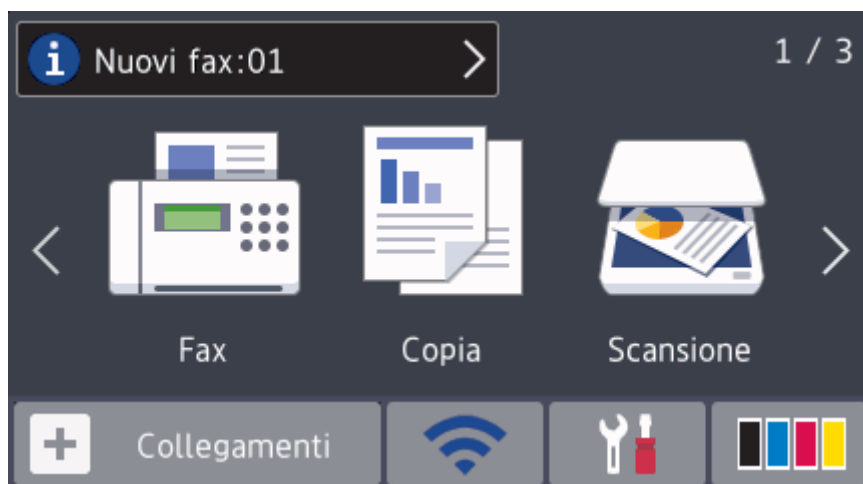 Nuovi fax:01
1 / 3
Fax
Copia
Scansione
Collegamenti